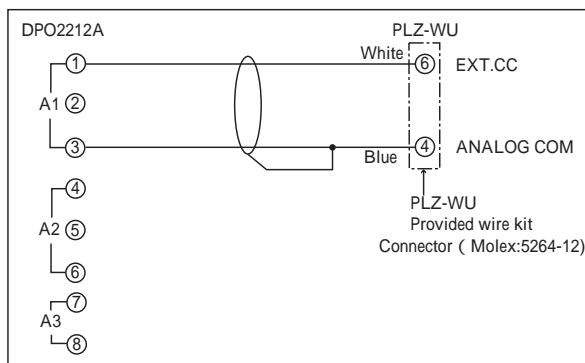 DPO2212A
PLZ-WU
1 White 6 EXT.CC
A1 2
3 Blue 4 ANALOG COM
4
A2 5
6
7
A3
8
PLZ-WU
Provided wire kit
Connector ( Molex:5264-12)